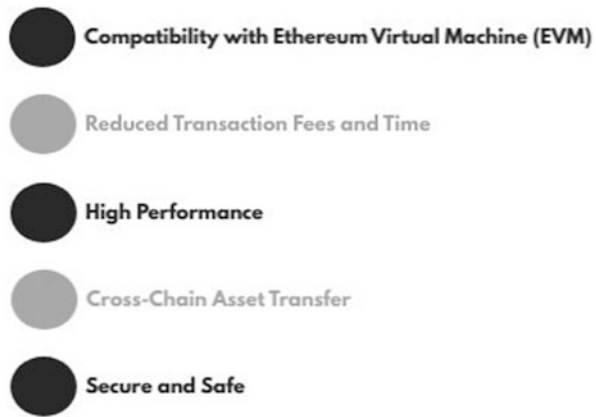 Compatibility with Ethereum Virtual Machine (EVM)
Reduced Transaction Fees and Time
High Performance
Cross-Chain Asset Transfer
Secure and Safe